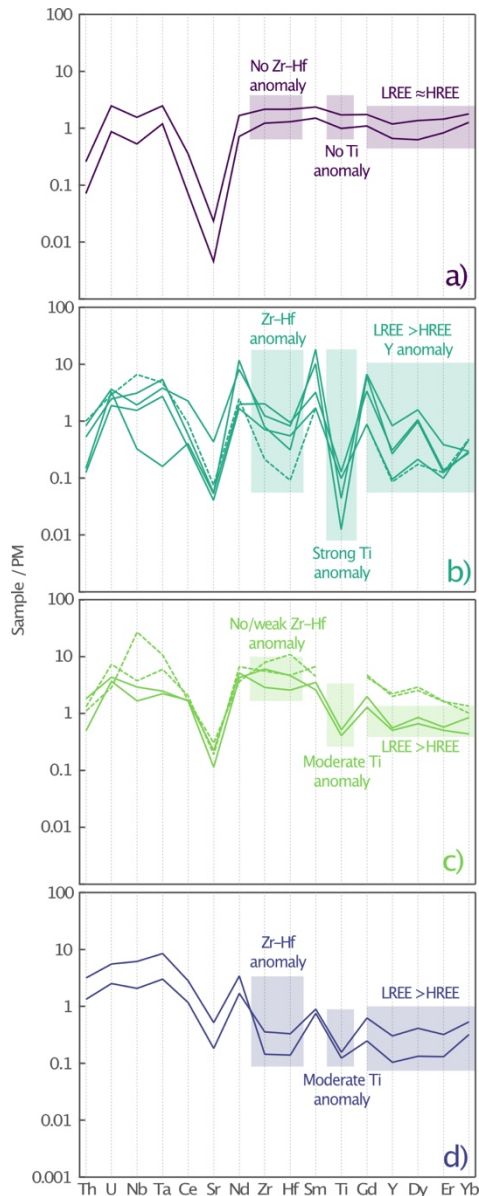 100
10
1
0.1
0.01
No Zr–Hf
anomaly
LREE ≈HREE
No Ti
anomaly
a)
100
10
1
0.1
0.01
Zr–Hf
anomaly
LREE >HREE
Y anomaly
Strong Ti
anomaly
b)
Sample / PM
100
10
1
0.1
0.01
No/weak Zr–Hf
anomaly
Moderate Ti
anomaly
LREE >HREE
c)
100
10
1
0.1
0.01
0.001
Zr–Hf
anomaly
LREE >HREE
Moderate Ti
anomaly
d)
Th U Nb Ta Ce Sr Nd Zr Hf Sm Ti Gd Y Dy Er Yb